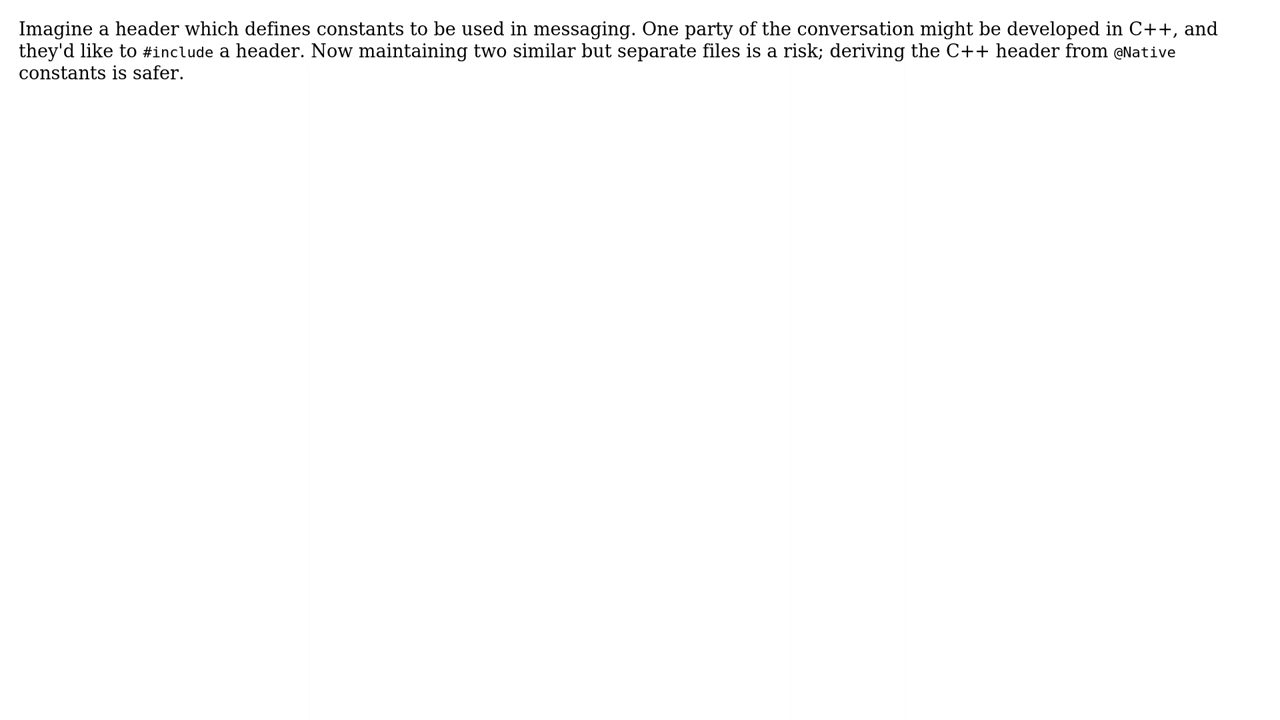 Imagine a header which defines constants to be used in messaging. One party of the conversation might be developed in C++, and
they'd like to #include a header. Now maintaining two similar but separate files is a risk; deriving the C++ header from @Native
constants is safer.